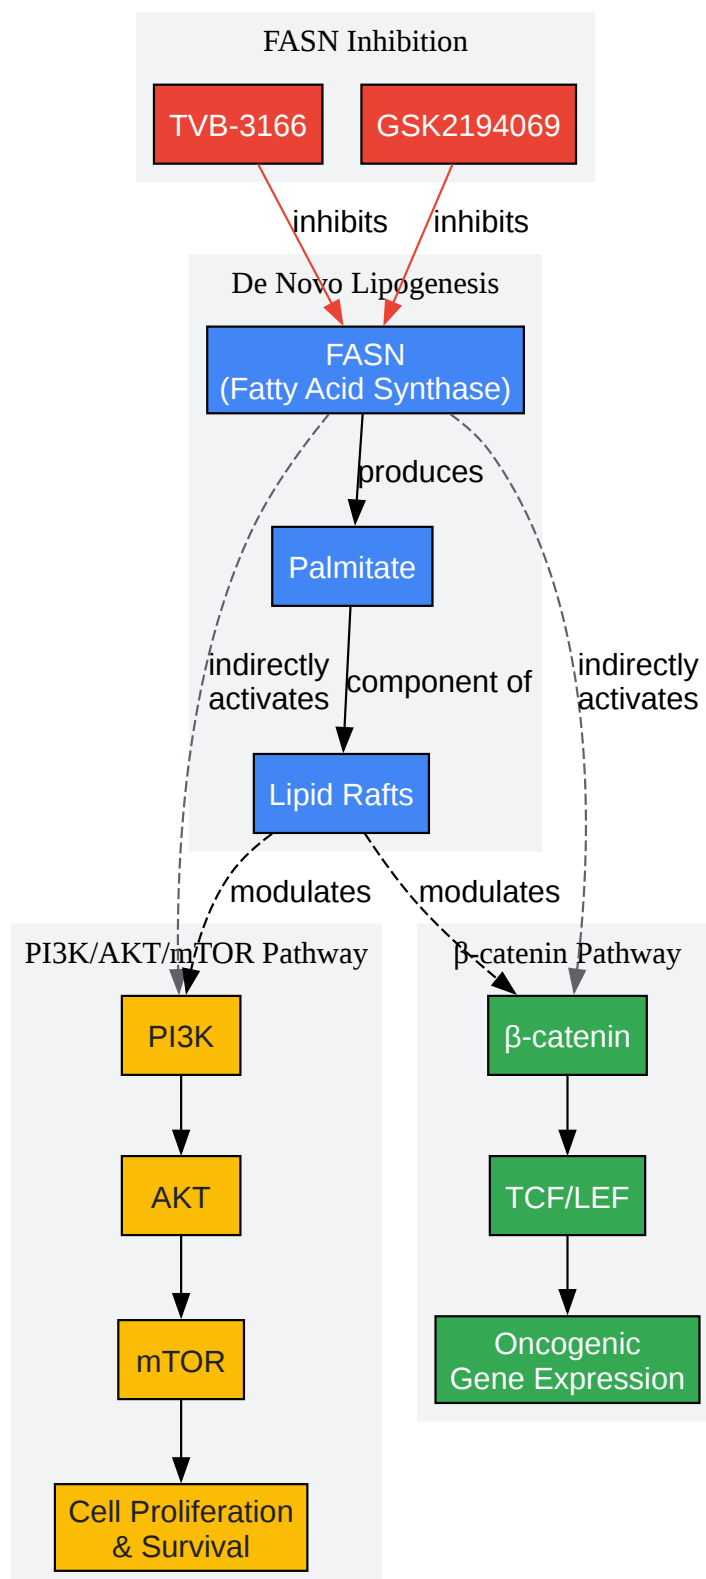 FASN Inhibition
TVB-3166
GSK2194069
inhibits
inhibits
De Novo Lipogenesis
FASN
(Fatty Acid Synthase)
produces
Palmitate
indirectly
activates
component of
indirectly
activates
Lipid Rafts
modulates
modulates
PI3K/AKT/mTOR Pathway
β-catenin Pathway
PI3K
β-catenin
AKT
TCF/LEF
mTOR
Oncogenic
Gene Expression
Cell Proliferation
& Survival